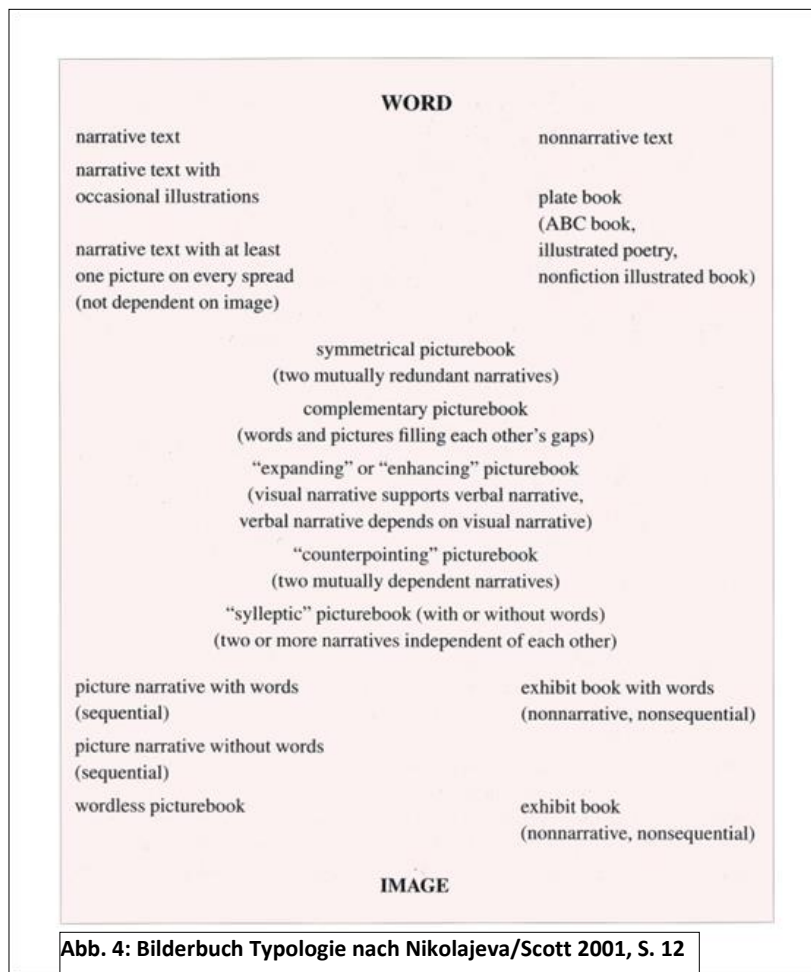 WORD
narrative text
nonnarrative text
narrative text with
occasional illustrations
plate book
(ABC book,
narrative text with at least
illustrated poetry,
one picture on every spread
nonfiction illustrated book)
(not dependent on image)
symmetrical picturebook
(two mutually redundant narratives)
complementary picturebook
(words and pictures filling each other's gaps)
“expanding” or “enhancing” picturebook
(visual narrative supports verbal narrative,
verbal narrative depends on visual narrative)
“counterpointing” picturebook
(two mutually dependent narratives)
“sylleptic” picturebook (with or without words)
(two or more narratives independent of each other)
picture narrative with words
exhibit book with words
(sequential)
(nonnarrative, nonsequential)
picture narrative without words
(sequential)
wordless picturebook
exhibit book
(nonnarrative, nonsequential)
IMAGE
Abb. 4: Bilderbuch Typologie nach Nikolajeva/Scott 2001, S. 12